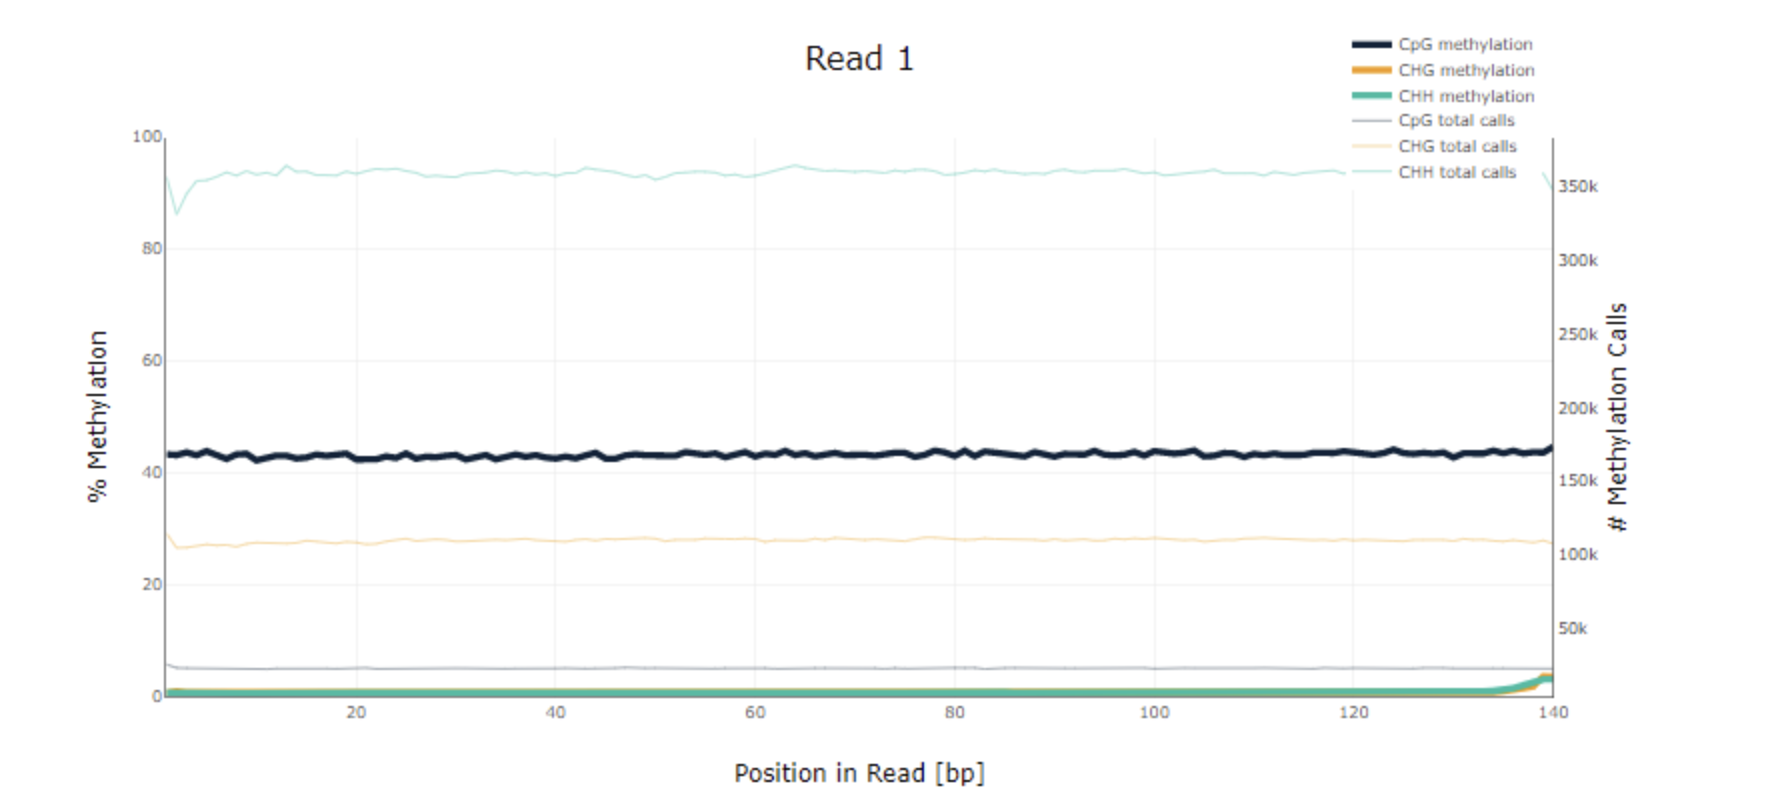 Read 1
CpG methylation
CHG methylation
CHH methylation
CpG total calls
CHG total calls
CHH total calls
100
80
60
40
20
0
% Methylation
350k
300k
250k
200k
150k
100k
50k
# Methylation Calls
20 40 60 80 100 120 140
Position in Read [bp]